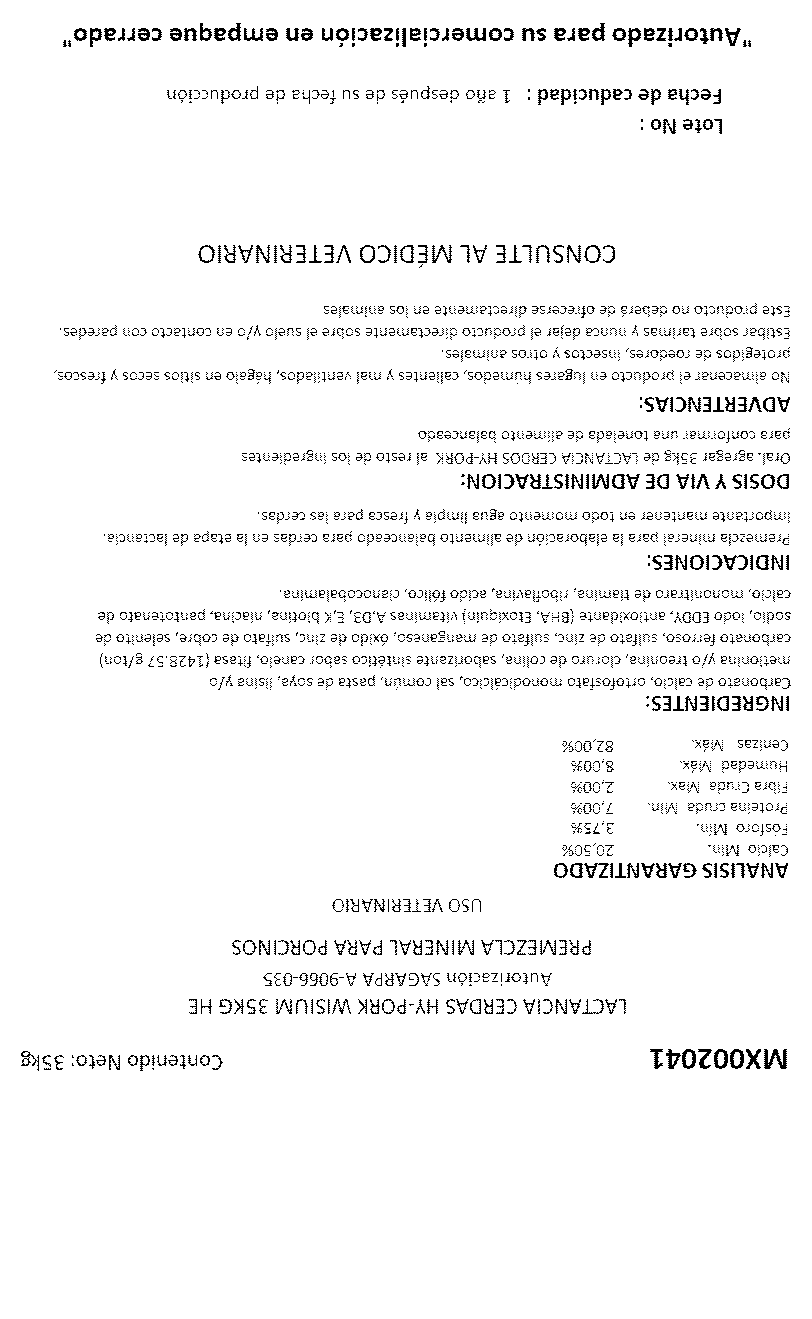 MX002041 Contenido Neto: 35kg
LACTANCIA CERDAS HY-PORK WISIUM 35KG HE
Autorización SAGARPA A-9066-035
PREMEZCLA MINERAL PARA PORCINOS
USO VETERINARIO
ANALISIS GARANTIZADO
Calcio Mín. 20,50%
Fósforo Mín. 3,75%
Proteína cruda Mín. 7,00%
Fibra Cruda Max. 2,00%
Humedad Máx. 8,00%
Cenizas Máx. 82,00%
INGREDIENTES:
Carbonato de calcio, ortofosfato monodicálcico, sal común, pasta de soya, lisina y/o
metionina y/o treonina, cloruro de colina, saborizante sintético sabor canelo, fitasa (1428.57 g/ton)
carbonato ferroso, sulfato de zinc, sulfato de manganeso, óxido de zinc, sulfato de cobre, selenito de
sodio, iodo EDDY, antioxidante (BHA, Etoxiquin) vitaminas A,D3, E,K biotina, niacina, pantotenato de
calcio, mononitrato de tiamina, riboflavina, acido fólico, cianocobalamina.
INDICACIONES:
Premezcla mineral para la elaboración de alimento balanceado para cerdas en la etapa de lactancia.
Importante mantener en todo momento agua limpia y fresca para las cerdas.
DOSIS Y VIA DE ADMINISTRACION:
Oral. agregar 35kg de LACTANCIA CERDOS HY-PORK al resto de los ingredientes
para conformar una tonelada de alimento balanceado
ADVERTENCIAS:
No almacenar el producto en lugares húmedos, calientes y mal ventilados, hágalo en sitios secos y frescos,
protegidos de roedores, insectos y otros animales.
Estibar sobre tarimas y nunca dejar el producto directamente sobre el suelo y/o en contacto con paredes.
Este producto no deberá de ofrecerse directamente en los animales
CONSULTE AL MÉDICO VETERINARIO
Lote No :
Fecha de caducidad : 1 año después de su fecha de producción
"Autorizado para su comercialización en empaque cerrado"